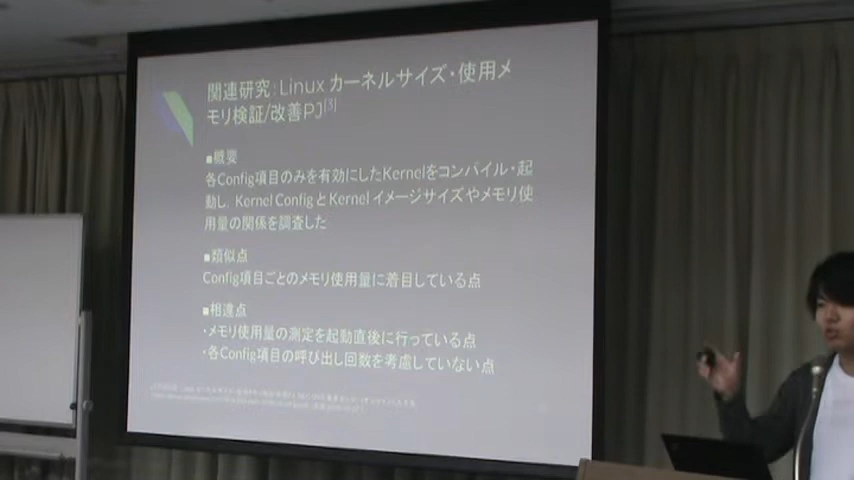 関連研究:Linux カーネルサイズ・使用メ
モリ検証/改善PJ[3]
■概要
各Config項目のみを有効にしたKernelをコンパイル・起
動し、Kernel Config と Kernel イメージサイズやメモリ使
用量の関係を調査した
■類似点
Config項目ごとのメモリ使用量に着目している点
■相違点
・メモリ使用量の測定を起動直後に行っている点
・各Config項目の呼び出し回数を考慮していない点